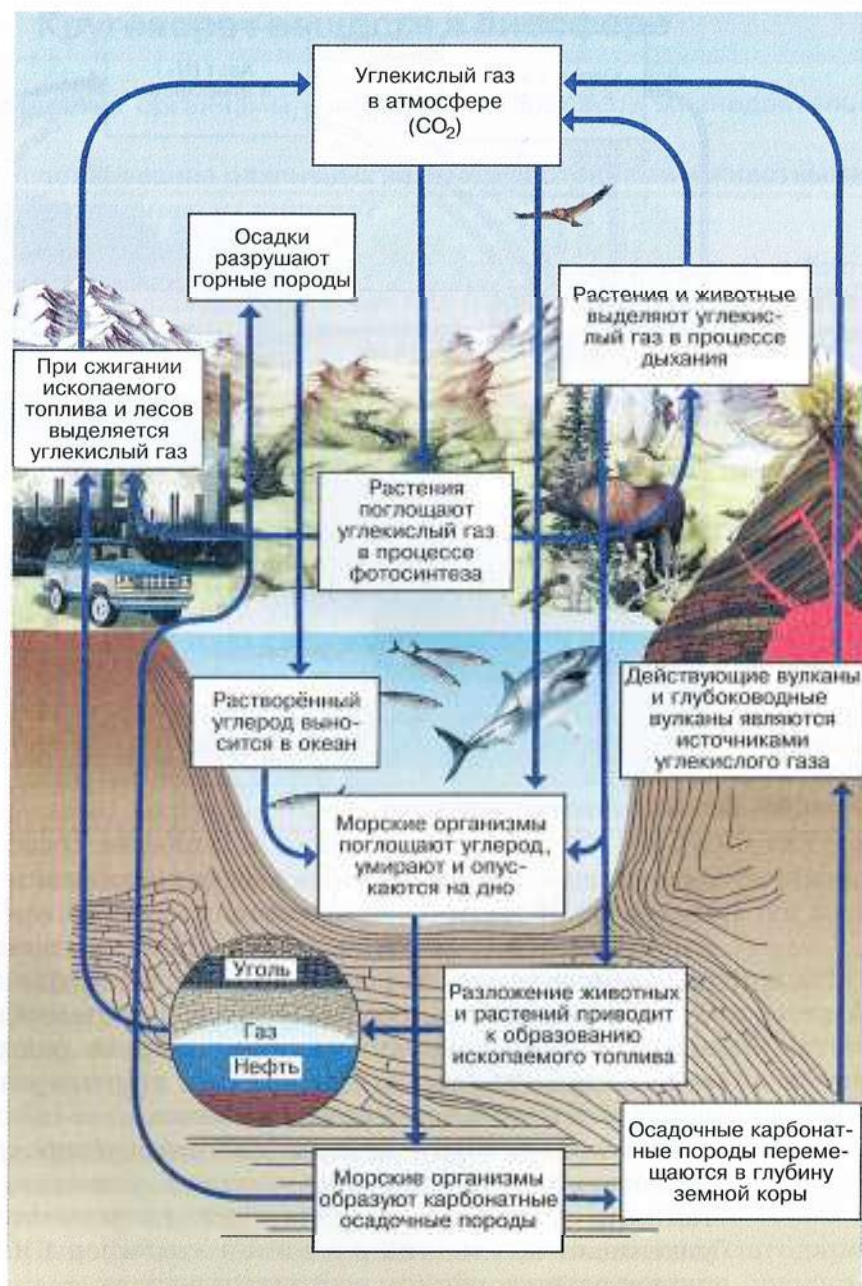 Углекислый газ
в атмосфере
(CO₂)
Осадки
разрушают
горные породы
Растения и животные
выделяют углекис-
лый газ в процессе
дыхания
При сжигании
ископаемого
топлива и лесов
выделяется
углекислый газ
Растения
поглощают
углекислый газ
в процессе
фотосинтеза
Растворённый
углерод выно-
сится в океан
Действующие вулканы
и глубоководные
вулканы являются
источниками
углекислого газа
Морские организмы
поглощают углерод,
умирают и опус-
каются на дно
Уголь
Газ
Нефть
Разложение животных
и растений приводит
к образованию
ископаемого топлива
Морские организмы
образуют карбонатные
осадочные породы
Осадочные карбонат-
ные породы переме-
щаются в глубину
земной коры